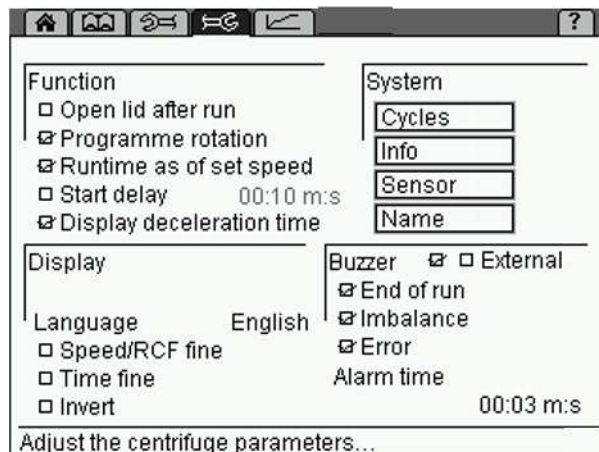 ?
Function
Open lid after run
Programme rotation
Runtime as of set speed
Start delay 00:10 m:s
Display deceleration time
System
Cycles
Info
Sensor
Name
Display
Language English
Speed/RCF fine
Time fine
Invert
Buzzer External
End of run
Imbalance
Error
Alarm time
00:03 m:s
Adjust the centrifuge parameters...